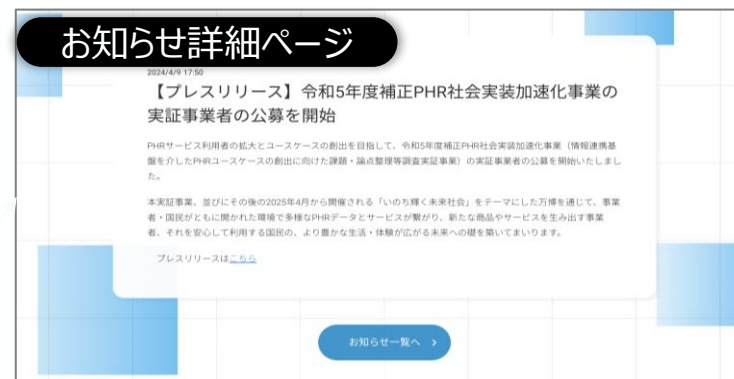 お知らせ詳細ページ
2024/4/9 17:50
【プレスリリース】令和5年度補正PHR社会実装加速化事業の
実証事業者の公募を開始
PHRサービス利用者の拡大とユースケースの創出を目指して、令和5年度補正PHR社会実装加速化事業（情報連携基
盤を介したPHRユースケースの創出に向けた課題・論点整理等調査実証事業）の実証事業者の公募を開始いたしまし
た。
本実証事業、並びにその後の2025年4月から開催される「いのち輝く未来社会」をテーマにした万博を通じて、事業
者・国民がともに開かれた環境で多様なPHRデータとサービスが繋がり、新たな商品やサービスを生み出す事業
者、それを安心して利用する国民の、より豊かな生活・体験が広がる未来への礎を築いてまいります。
プレスリリースはこちら
お知らせ一覧へ ›